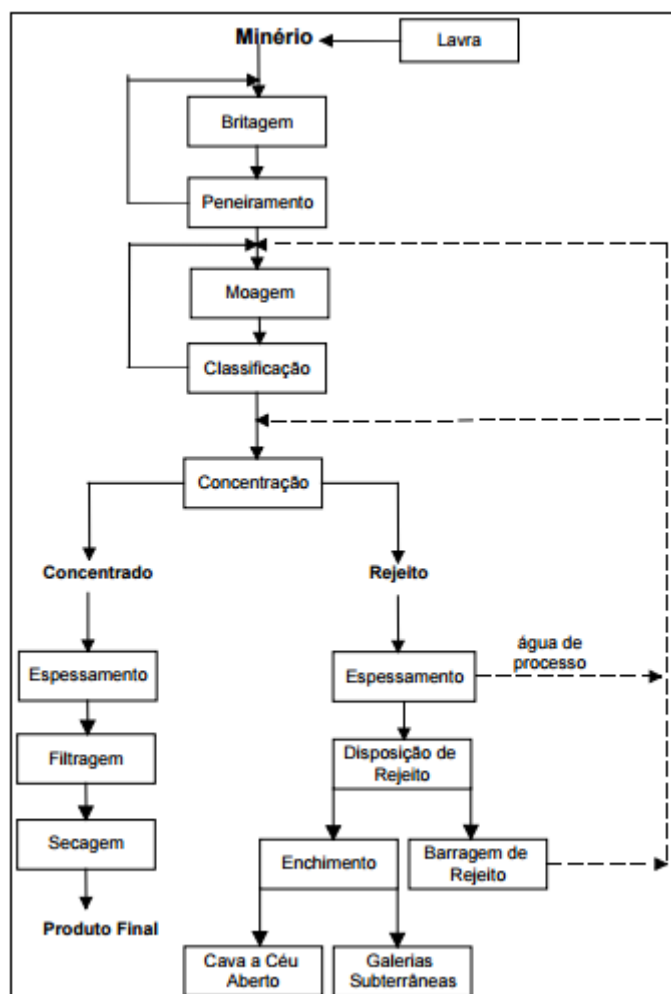 Minério
Lavra
Britagem
Peneiramento
Moagem
Classificação
Concentração
Concentrado
Rejeito
água de
processo
Espessamento
Espessamento
Filtragem
Disposição de
Rejeito
Secagem
Enchimento
Barragem de
Rejeito
Produto Final
Cava a Céu
Aberto
Galerias
Subterrâneas